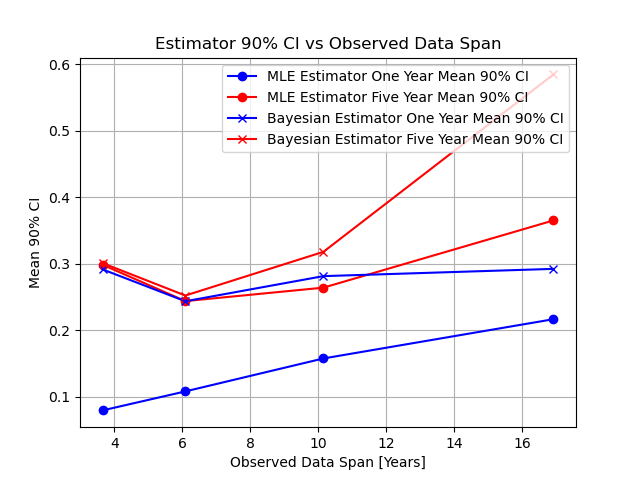 Estimator 90% CI vs Observed Data Span
MLE Estimator One Year Mean 90% CI
MLE Estimator Five Year Mean 90% CI
Bayesian Estimator One Year Mean 90% CI
Bayesian Estimator Five Year Mean 90% CI
Mean 90% CI
0.6
0.5
0.4
0.3
0.2
0.1
4 6 8 10 12 14 16
Observed Data Span [Years]